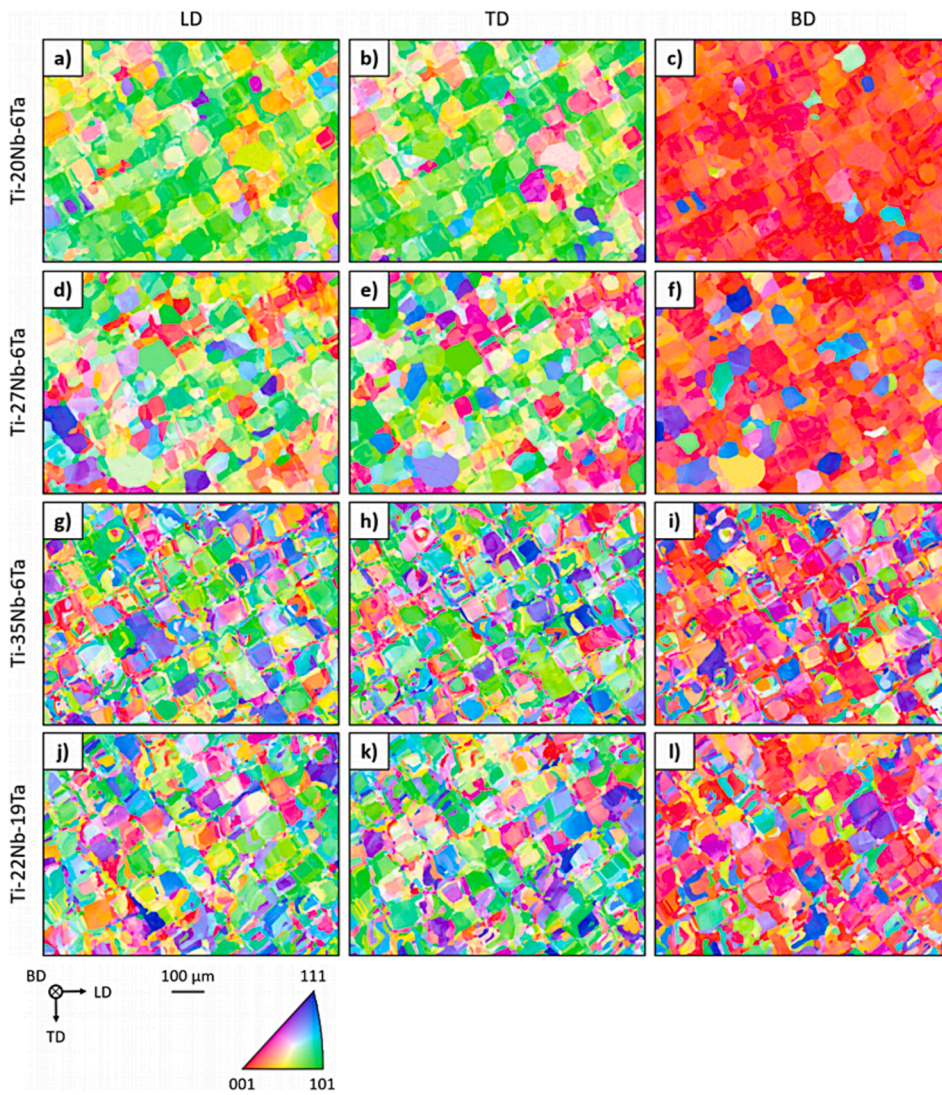 LD TD BD
Ti-20Nb-6Ta
a) b) c)
Ti-27Nb-6Ta
d) e) f)
Ti-35Nb-6Ta
g) h) i)
Ti-22Nb-19Ta
j) k) l)
BD
LD
TD
100 µm
111
001 101